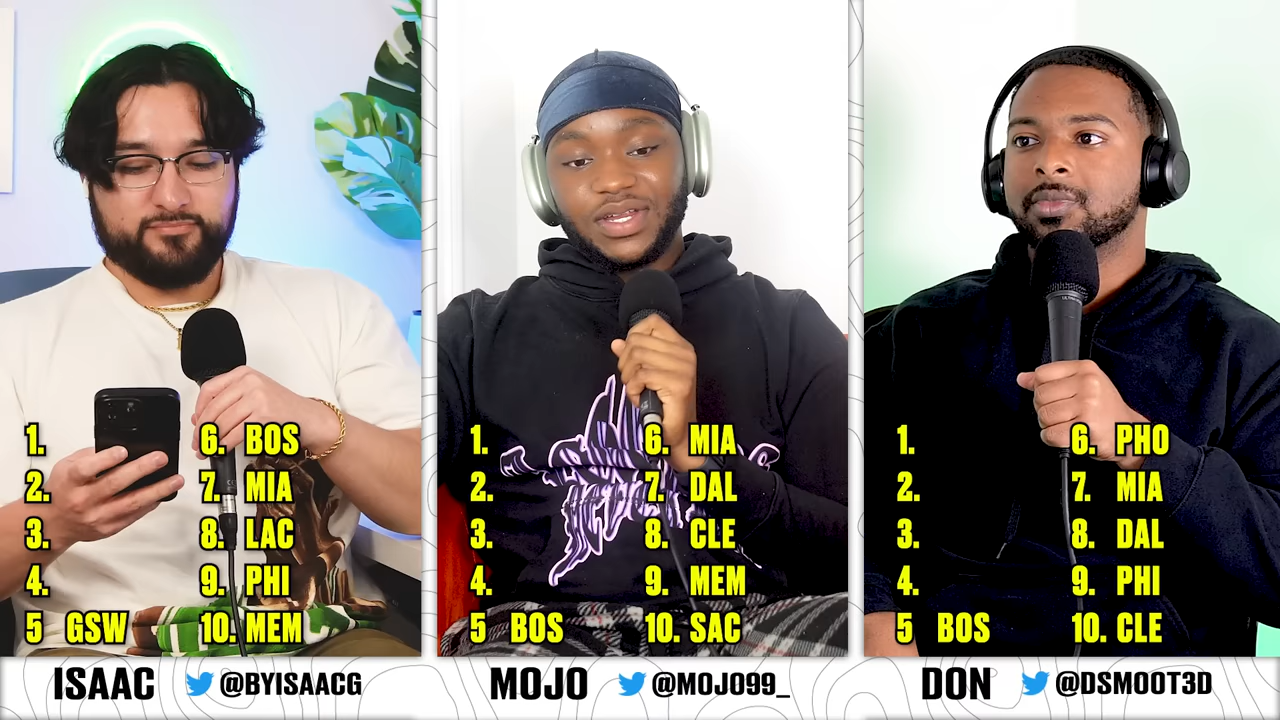 1.
2.
3.
4.
5 GSW
6. BOS
7. MIA
8. LAC
9. PHI
10. MEM
1.
2.
3.
4.
5 BOS
6. MIA
7. DAL
8. CLE
9. MEM
10. SAC
1.
2.
3.
4.
5 BOS
6. PHO
7. MIA
8. DAL
9. PHI
10. CLE
ISAAC @BYISAACG
MOJO @MOJO99_
DON @DSM00T3D